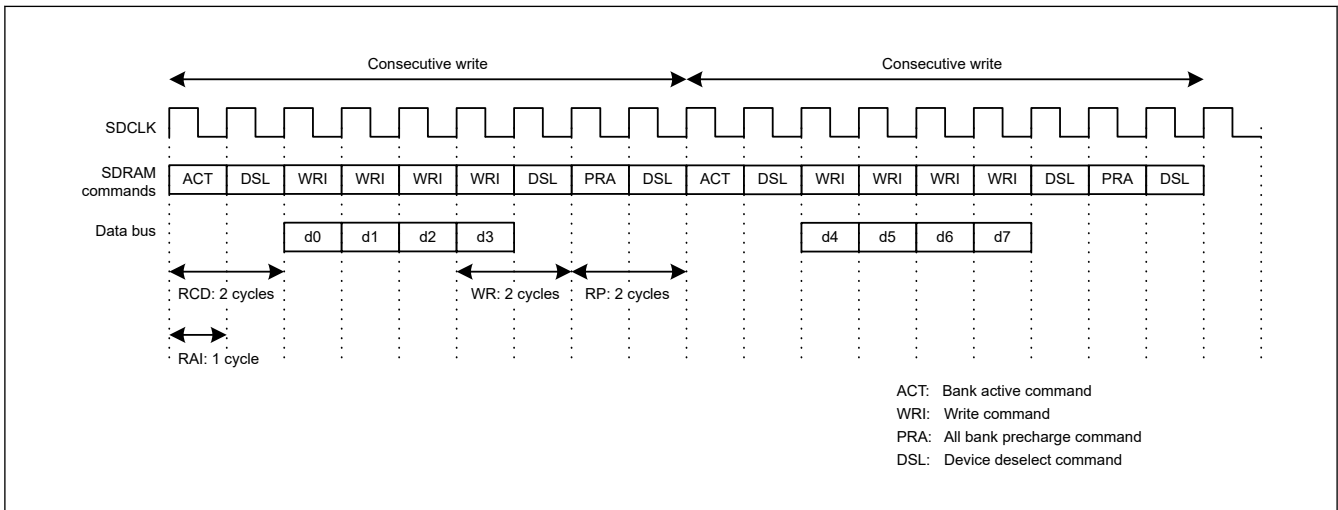 Consecutive write Consecutive write
SDCLK
SDRAM
commands
ACT DSL WRI WRI WRI WRI DSL PRA DSL ACT DSL WRI WRI WRI WRI DSL PRA DSL
Data bus
d0 d1 d2 d3 d4 d5 d6 d7
RCD: 2 cycles WR: 2 cycles RP: 2 cycles
RAI: 1 cycle
ACT: Bank active command
WRI: Write command
PRA: All bank precharge command
DSL: Device deselect command